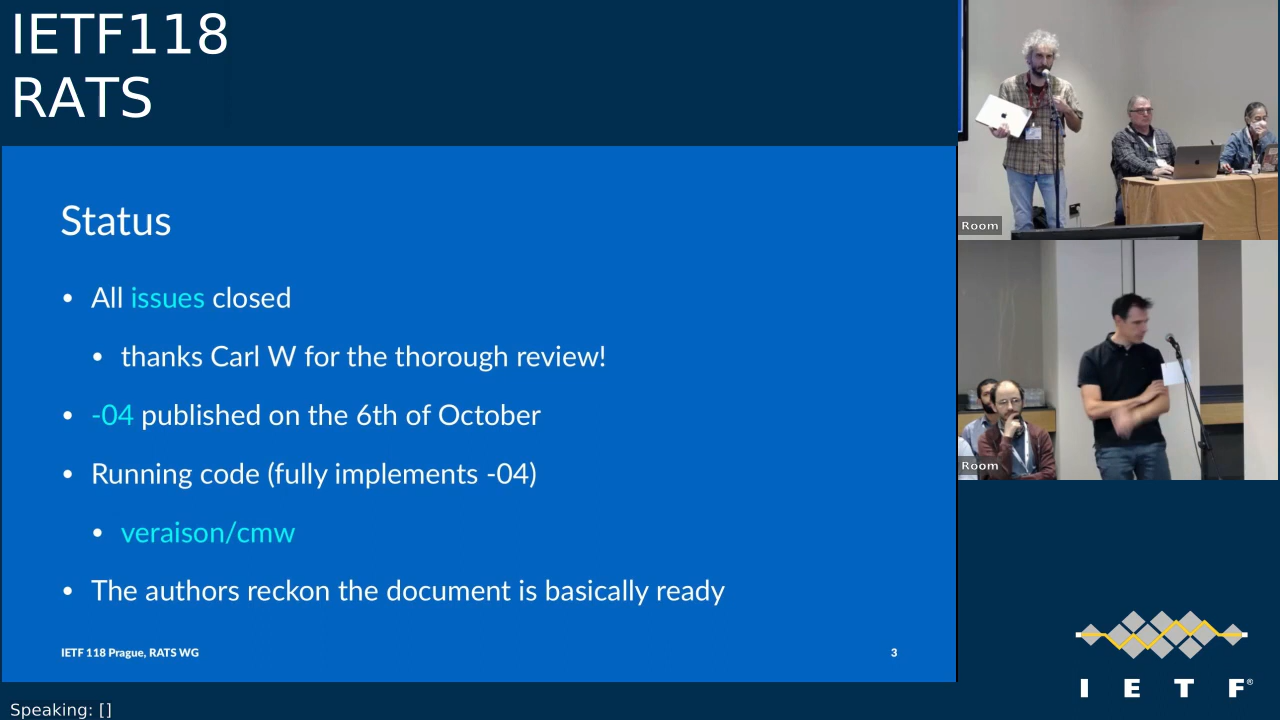 IETF118
RATS
Status
• All issues closed
• thanks Carl W for the thorough review!
• -04 published on the 6th of October
• Running code (fully implements -04)
• veraison/cmw
• The authors reckon the document is basically ready
IETF 118 Prague, RATS WG
3
Room
Room
I E T F®
Speaking: []